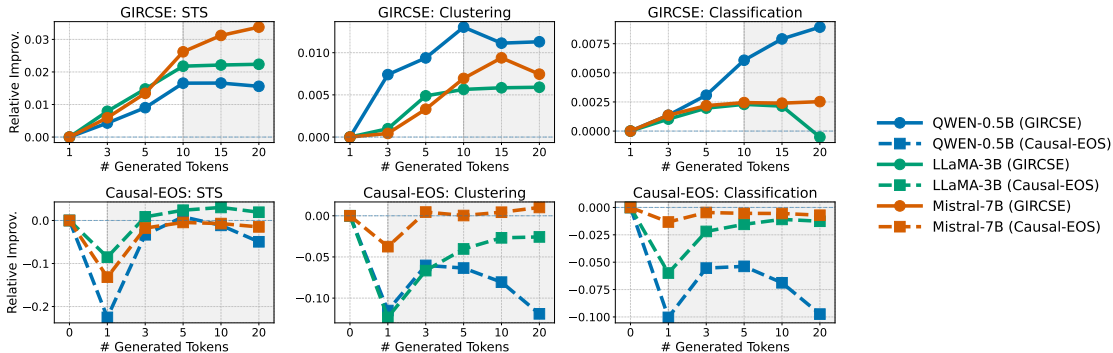 GIRCSE: STS
Relative Improv.
0.03
0.02
0.01
0.00
1 3 5 10 15 20
# Generated Tokens
GIRCSE: Clustering
0.010
0.005
0.000
1 3 5 10 15 20
# Generated Tokens
GIRCSE: Classification
0.0075
0.0050
0.0025
0.0000
1 3 5 10 15 20
# Generated Tokens
Causal-EOS: STS
Relative Improv.
0.0
−0.1
−0.2
0 1 3 5 10 20
# Generated Tokens
Causal-EOS: Clustering
0.00
−0.05
−0.10
0 1 3 5 10 20
# Generated Tokens
Causal-EOS: Classification
0.000
−0.025
−0.050
−0.075
−0.100
0 1 3 5 10 20
# Generated Tokens
QWEN-0.5B (GIRCSE)
QWEN-0.5B (Causal-EOS)
LLaMA-3B (GIRCSE)
LLaMA-3B (Causal-EOS)
Mistral-7B (GIRCSE)
Mistral-7B (Causal-EOS)